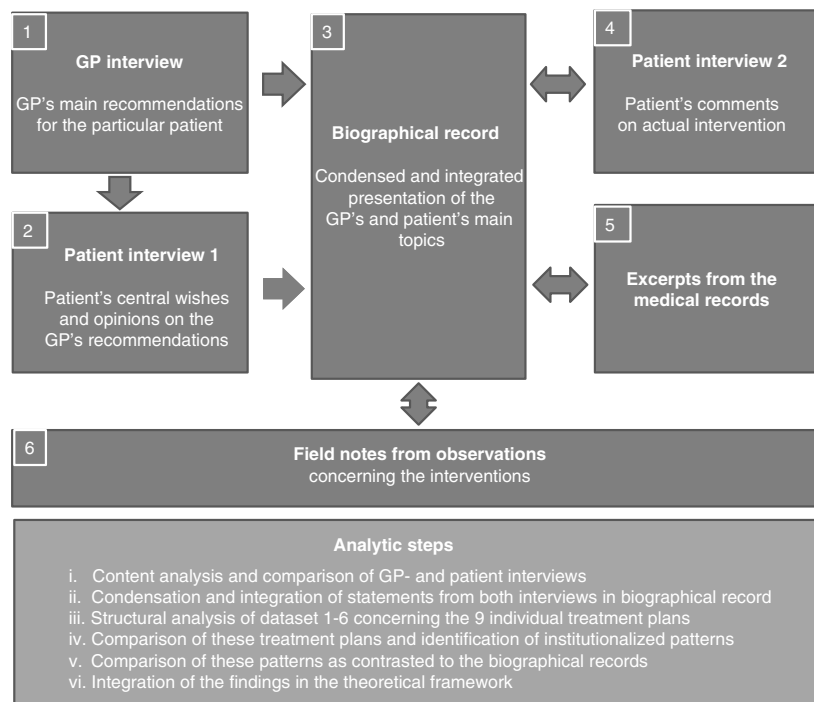 1
GP interview
GP's main recommendations
for the particular patient
2
Patient interview 1
Patient's central wishes
and opinions on the
GP's recommendations
3
Biographical record
Condensed and integrated
presentation of the
GP's and patient's main
topics
4
Patient interview 2
Patient's comments
on actual intervention
5
Excerpts from the
medical records
6
Field notes from observations
concerning the interventions
Analytic steps
i. Content analysis and comparison of GP- and patient interviews
ii. Condensation and integration of statements from both interviews in biographical record
iii. Structural analysis of dataset 1-6 concerning the 9 individual treatment plans
iv. Comparison of these treatment plans and identification of institutionalized patterns
v. Comparison of these patterns as contrasted to the biographical records
vi. Integration of the findings in the theoretical framework